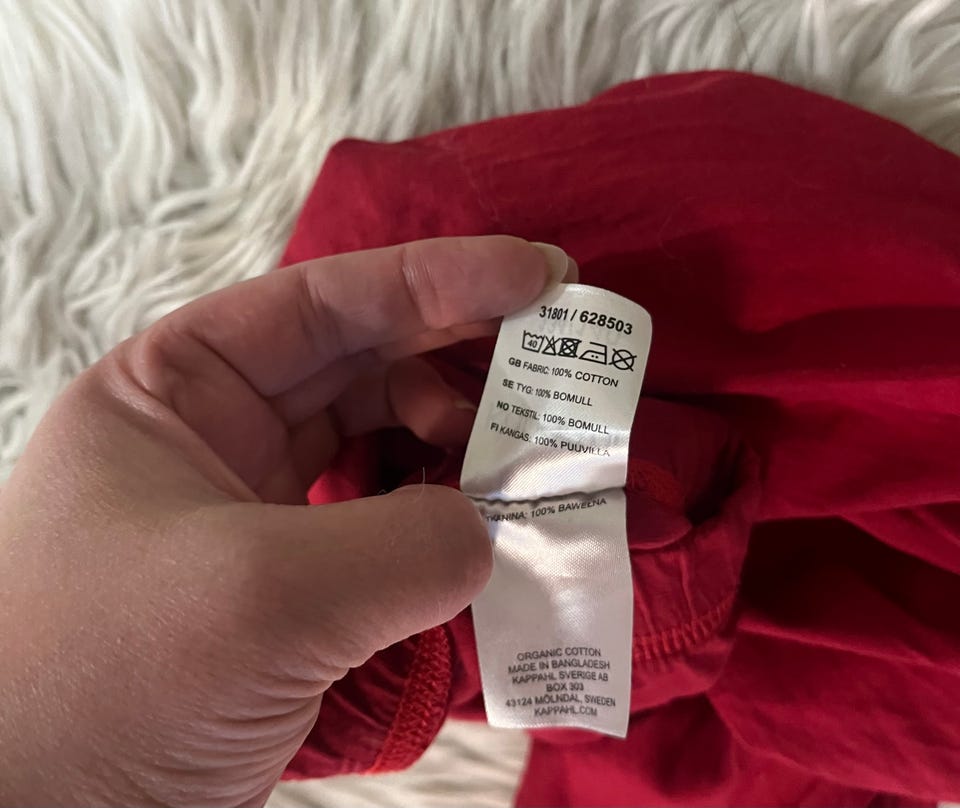 31801 / 628503
40
GB FABRIC: 100% COTTON
SE TYG: 100% BOMULL
NO TEKSTIL: 100% BOMULL
FI KANGAS: 100% PUUVILLA
TKANINA: 100% BAWEŁNA
ORGANIC COTTON
MADE IN BANGLADESH
KAPPAHL SVERIGE AB
BOX 303
43124 MÖLNDAL, SWEDEN
KAPPAHL.COM